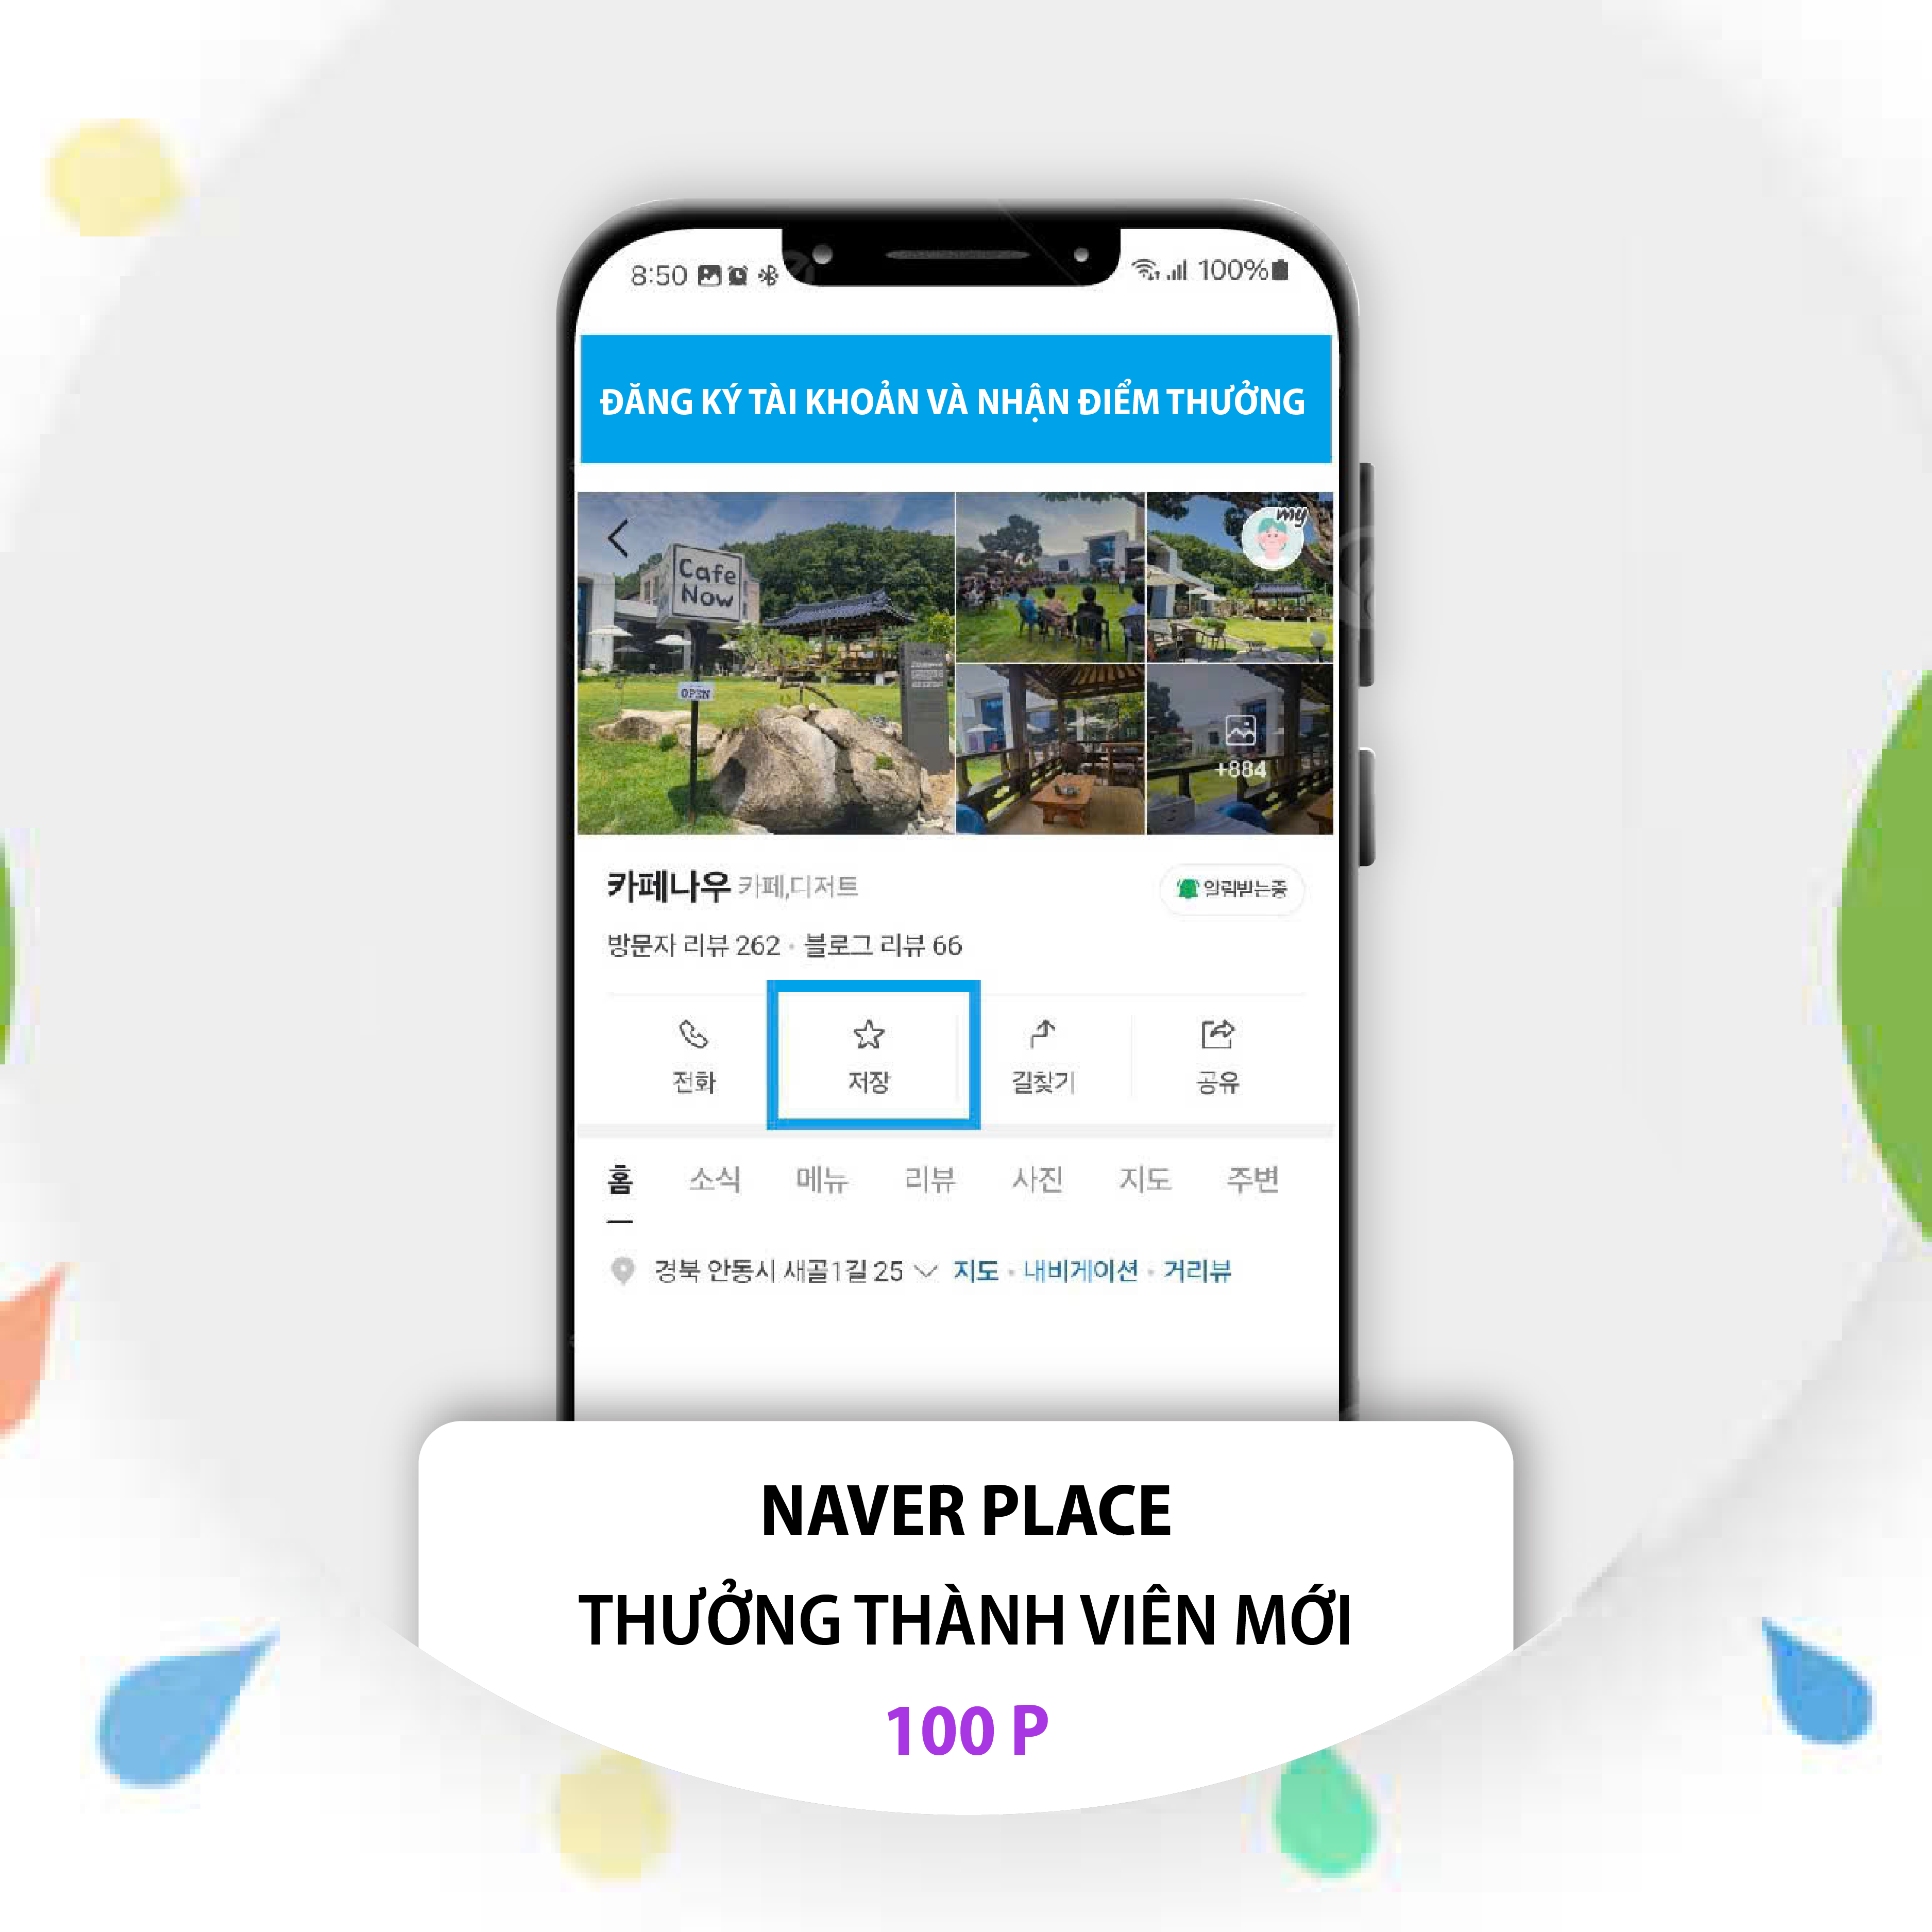 8:50
100%
ĐĂNG KÝ TÀI KHOẢN VÀ NHẬN ĐIỂM THƯỞNG
my
Cafe
Now
OPEN
+884
카페나우 카페,디저트
알림받는중
방문자 리뷰 262 · 블로그 리뷰 66
전화 저장 길찾기 공유
홈 소식 메뉴 리뷰 사진 지도 주변
경북 안동시 새골1길 25 지도 · 내비게이션 · 거리뷰
NAVER PLACE
THƯỞNG THÀNH VIÊN MỚI
100 P